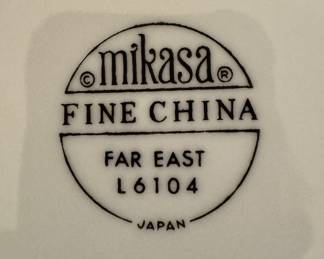 © mikasa ®
FINE CHINA
FAR EAST
L6104
JAPAN